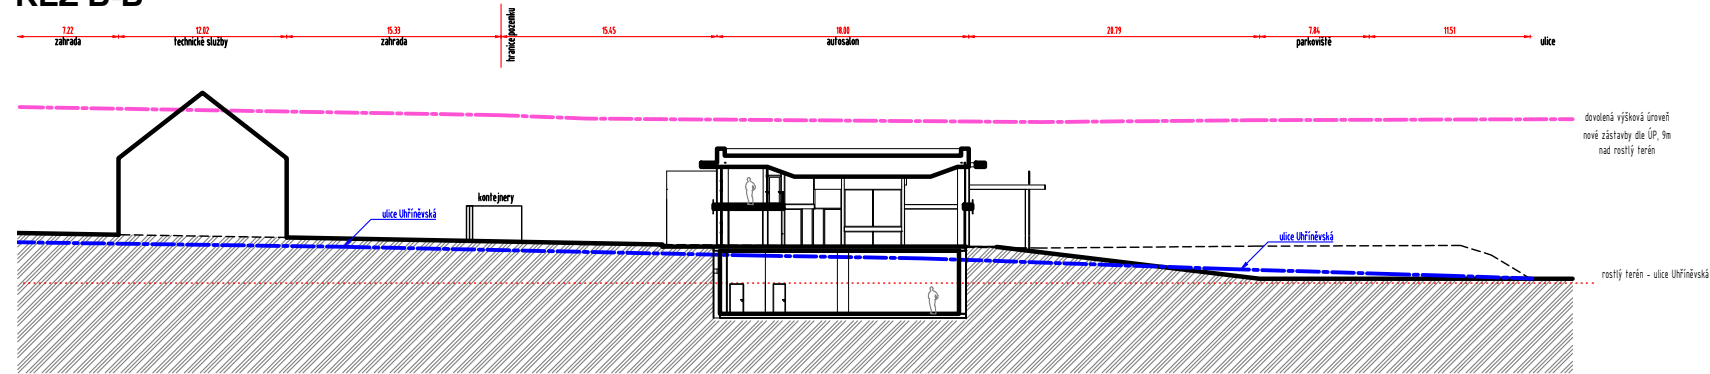 ŘEZ B-B
7.22
12.02
15.33
15.45
18.00
20.79
7.84
11.51
zahrada
technické služby
zahrada
hranice pozemku
autosalon
parkoviště
ulice
dovolená výšková úroveň
nové zástavby dle ÚP, 9m
nad rostlý terén
kontejnery
ulice Uhříněvská
ulice Uhříněvská
rostlý terén - ulice Uhříněvská